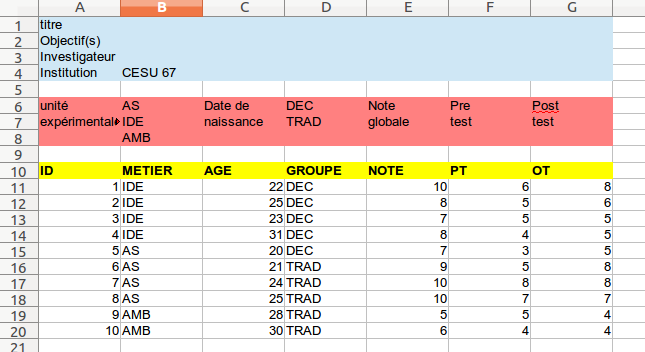 A B C D E F G
1 titre
2 Objectif(s)
3 Investigateur
4 Institution CESU 67
5
6 unité AS Date de DEC Note Pre Post
7 expérimentale IDE naissance TRAD globale test test
8 AMB
9
10 ID METIER AGE GROUPE NOTE PT OT
11 1 IDE 22 DEC 10 6 8
12 2 IDE 25 DEC 8 5 6
13 3 IDE 23 DEC 7 5 5
14 4 IDE 31 DEC 8 4 5
15 5 AS 20 DEC 7 3 5
16 6 AS 21 TRAD 9 5 8
17 7 AS 24 TRAD 10 8 8
18 8 AS 25 TRAD 10 7 7
19 9 AMB 28 TRAD 5 5 4
20 10 AMB 30 TRAD 6 4 4
21